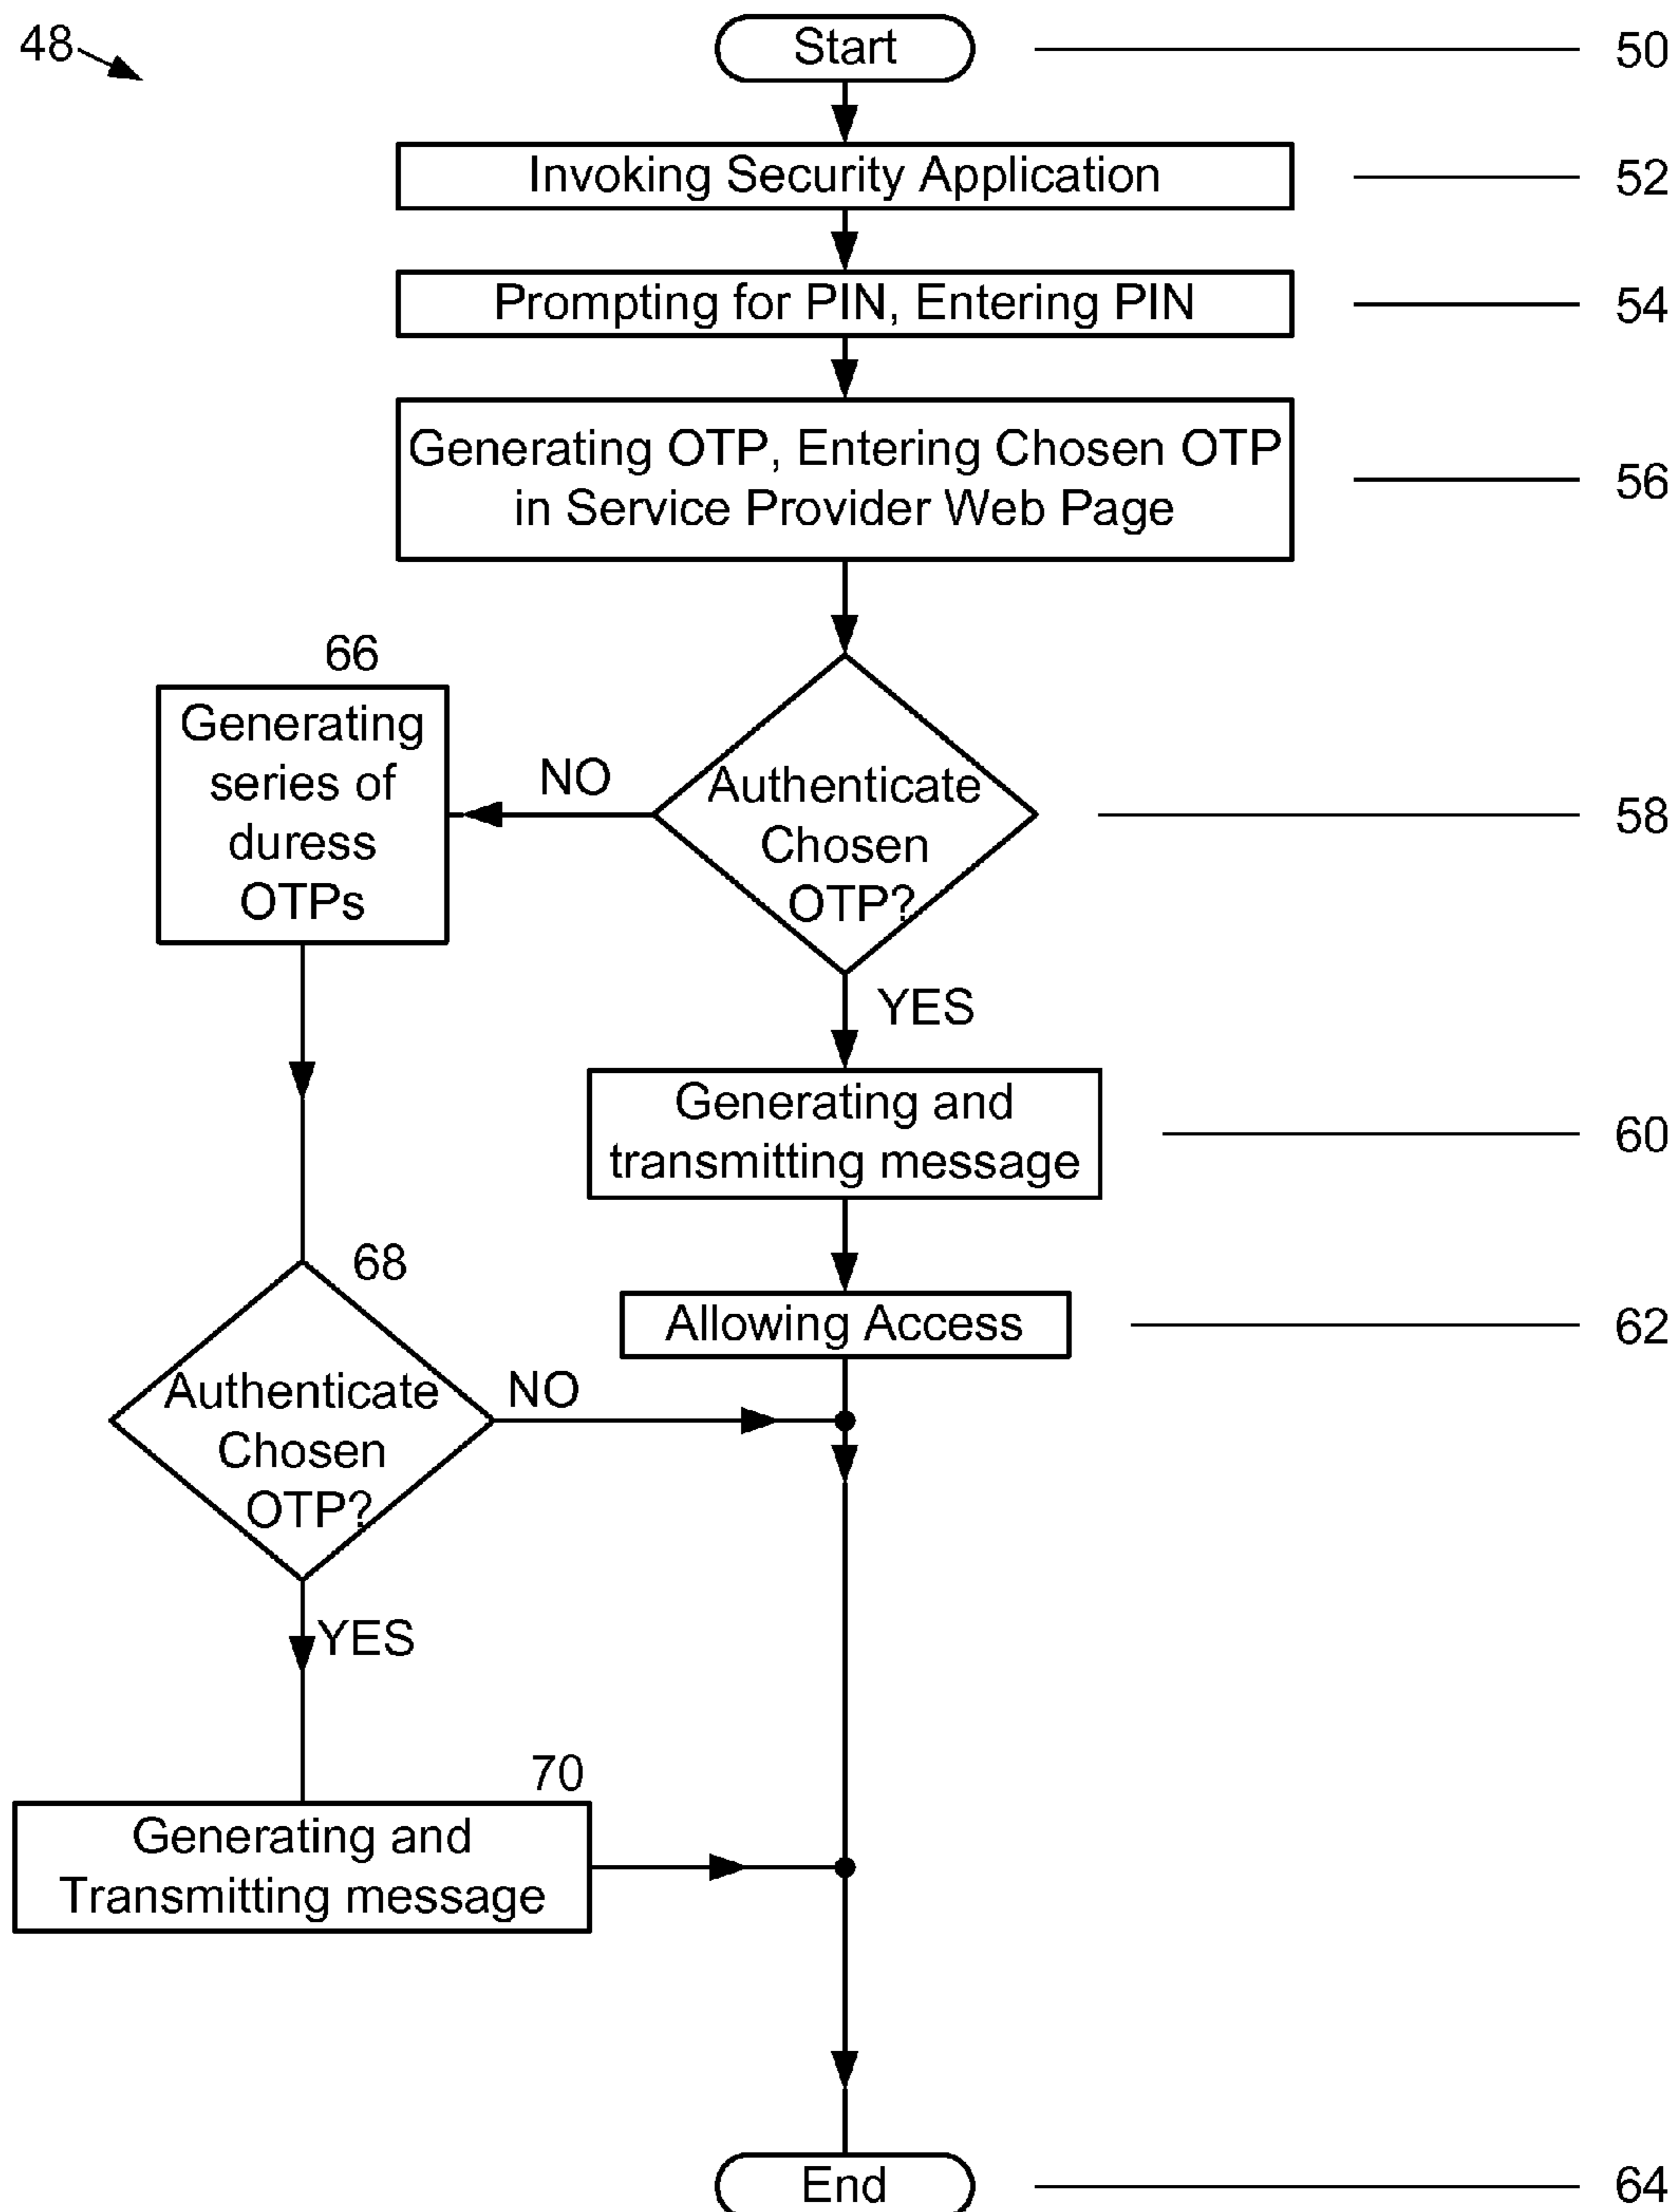 48
Start
50
Invoking Security Application
52
Prompting for PIN, Entering PIN
54
Generating OTP, Entering Chosen OTP
in Service Provider Web Page
56
66
Generating
series of
duress
OTPs
NO
Authenticate
Chosen
OTP?
58
YES
Generating and
transmitting message
60
68
Allowing Access
62
Authenticate
Chosen
OTP?
NO
YES
70
Generating and
Transmitting message
End
64